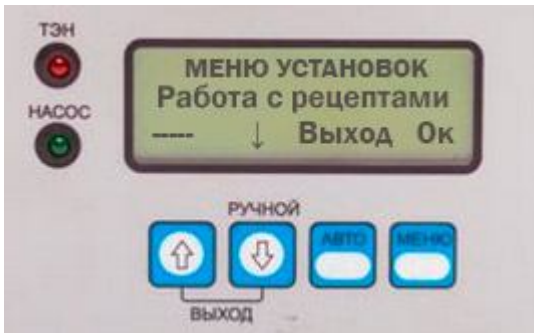 ТЭН
НАСОС
МЕНЮ УСТАНОВОК
Работа с рецептами
----- ↓ Выход Ок
РУЧНОЙ
АВТО МЕНЮ
ВЫХОД